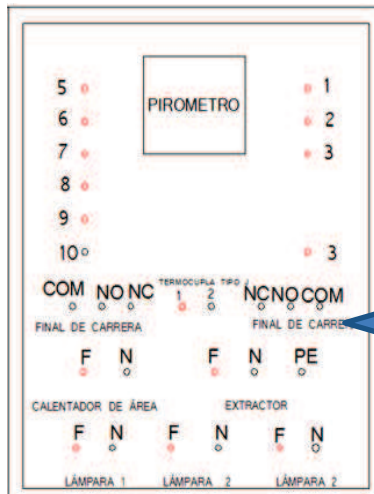 5 1
PIROMETRO
6 2
7 3
8
9
10 3
COM NO NC TERMOCUPLA TIPO J NC NO COM
1 2
FINAL DE CARRERA FINAL DE CARRE
F N F N PE
CALENTADOR DE ÁREA EXTRACTOR
F N F N F N
LÁMPARA 1 LÁMPARA 2 LÁMPARA 2